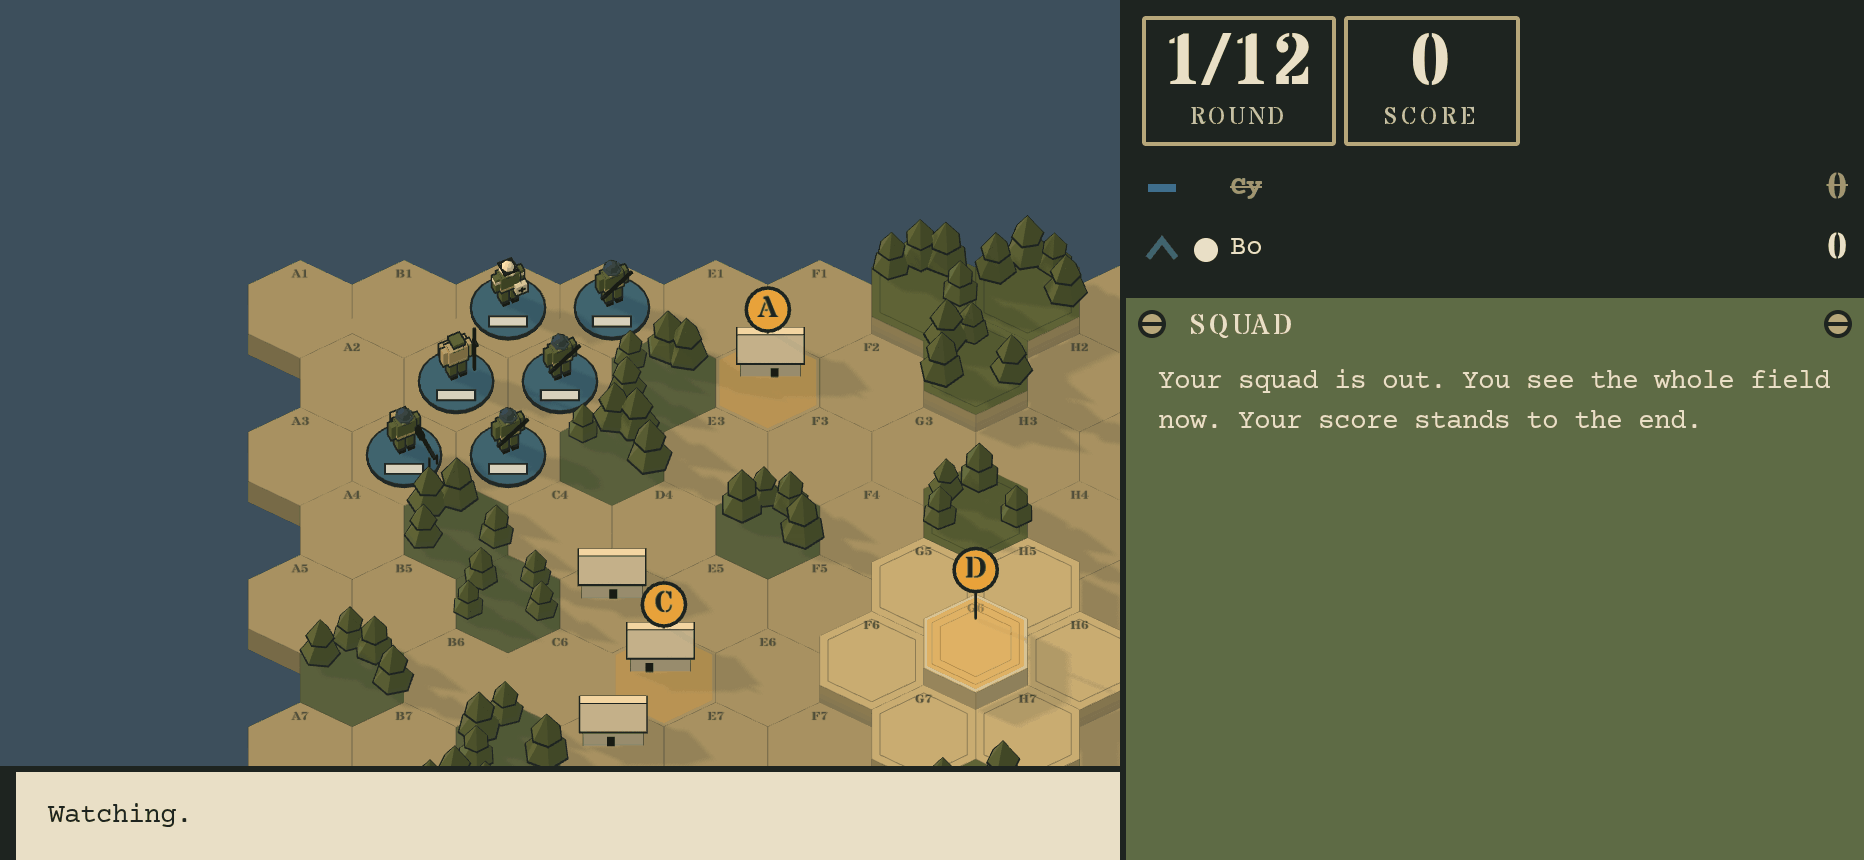 1/12
ROUND
0
SCORE
Cy
0
Bo
0
SQUAD
Your squad is out. You see the whole field
now. Your score stands to the end.
A1
B1
E1
F1
A
A2
F2
H2
A3
E3
F3
G3
H3
A4
C4
D4
F4
H4
A5
B5
E5
F5
G5
H5
D
C
G6
B6
C6
E6
F6
H6
A7
B7
E7
F7
G7
H7
Watching.